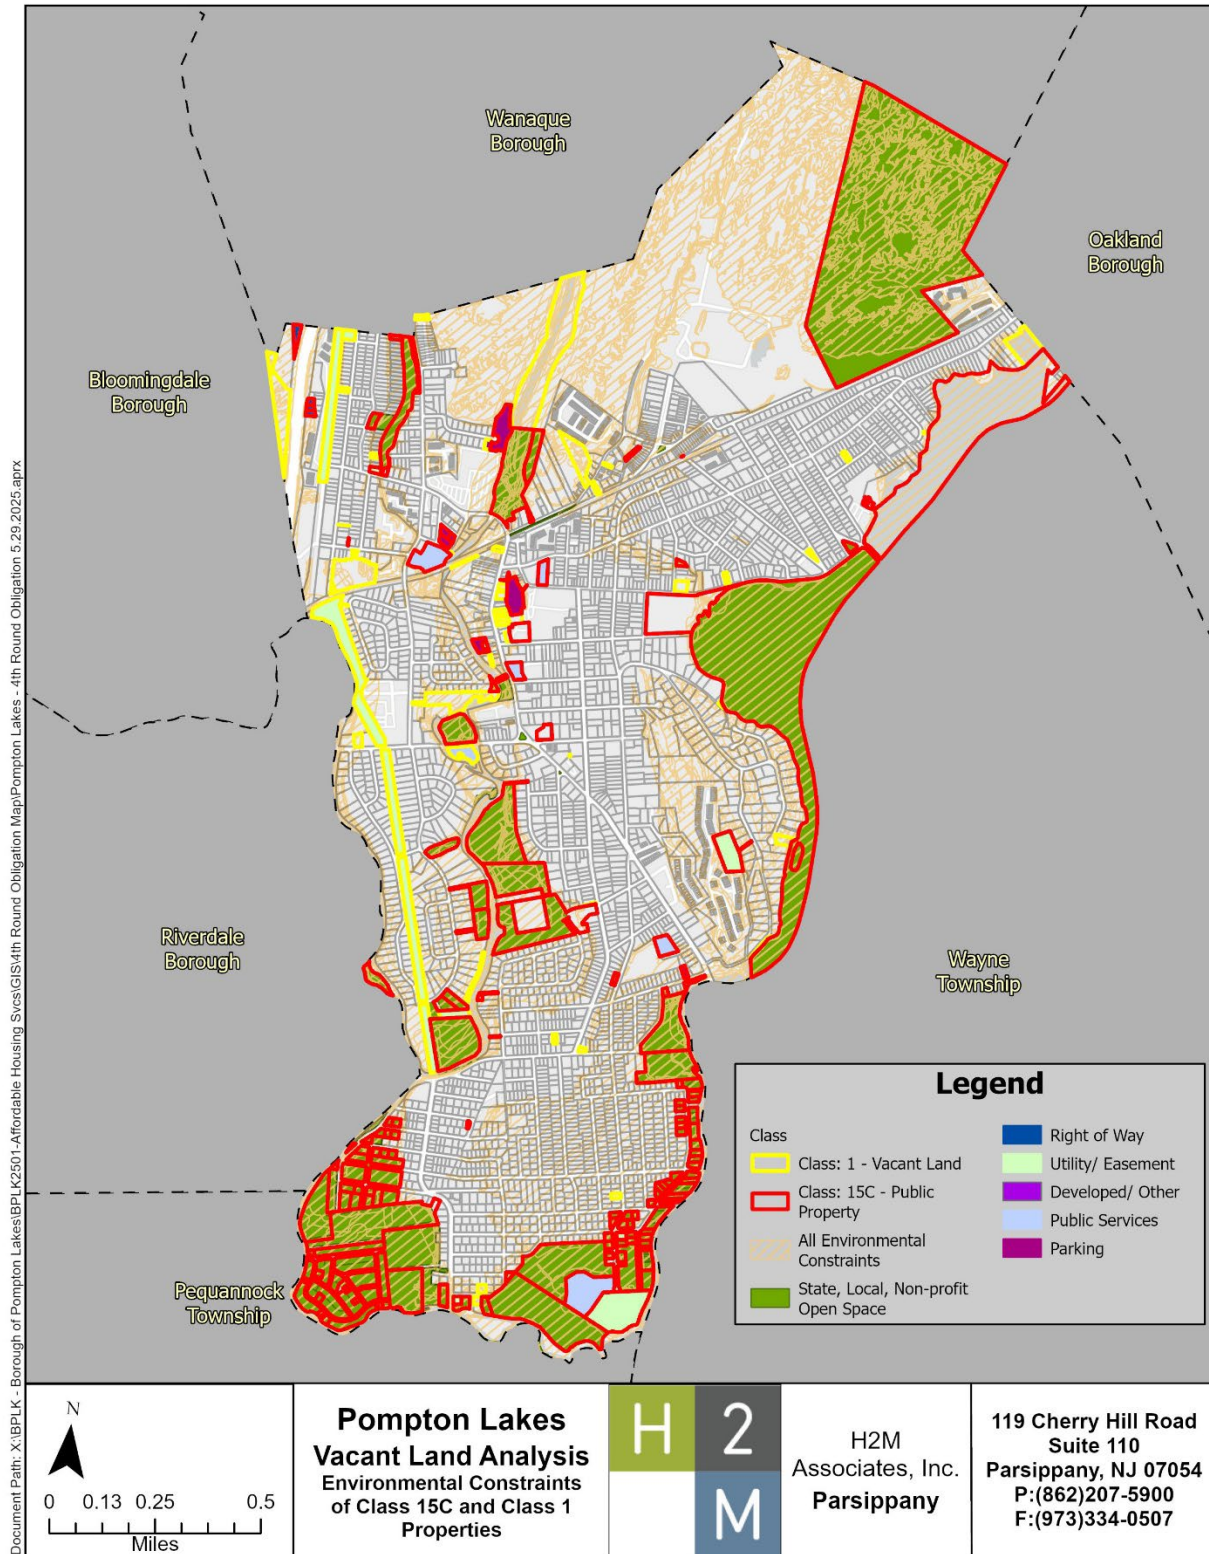 Document Path: X:\BPLK - Borough of Pompton Lakes\BPLK2501-Affordable Housing Svcs\GIS\4th Round Obligation Map\Pompton Lakes - 4th Round Obligation 5.29.2025.aprx
Wanaque
Borough
Oakland
Borough
Bloomingdale
Borough
Riverdale
Borough
Wayne
Township
Pequannock
Township
Legend
Class
Class: 1 - Vacant Land
Class: 15C - Public
Property
All Environmental
Constraints
State, Local, Non-profit
Open Space
Right of Way
Utility/ Easement
Developed/ Other
Public Services
Parking
N
0 0.13 0.25 0.5
Miles
Pompton Lakes
Vacant Land Analysis
Environmental Constraints
of Class 15C and Class 1
Properties
H 2
M
H2M
Associates, Inc.
Parsippany
119 Cherry Hill Road
Suite 110
Parsippany, NJ 07054
P:(862)207-5900
F:(973)334-0507